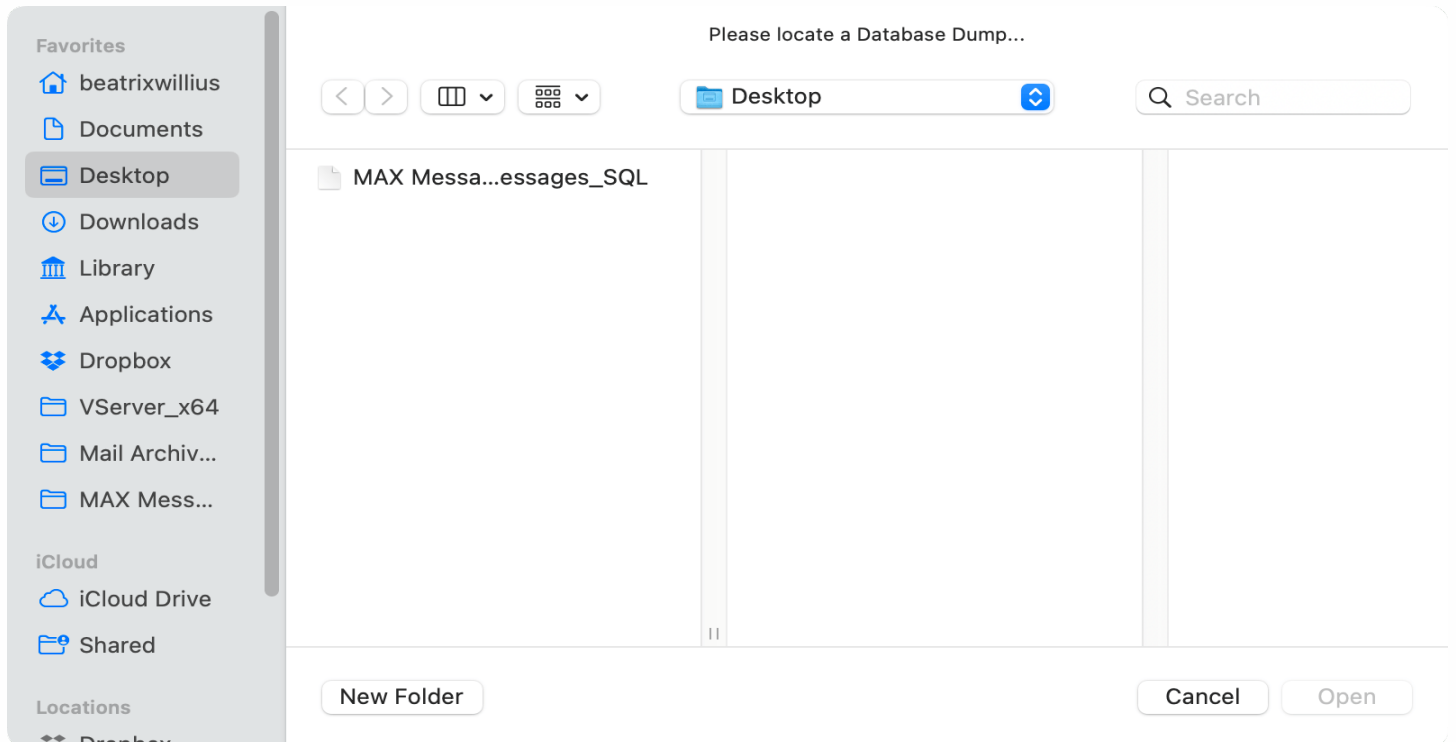 Please locate a Database Dump...
Favorites
beatrixwillius
Documents
Desktop
Downloads
Library
Applications
Dropbox
VServer_x64
Mail Archiv...
MAX Mess...
iCloud
iCloud Drive
Shared
Locations
Dropbox
Desktop
Search
MAX Messa...essages_SQL
New Folder
Cancel
Open